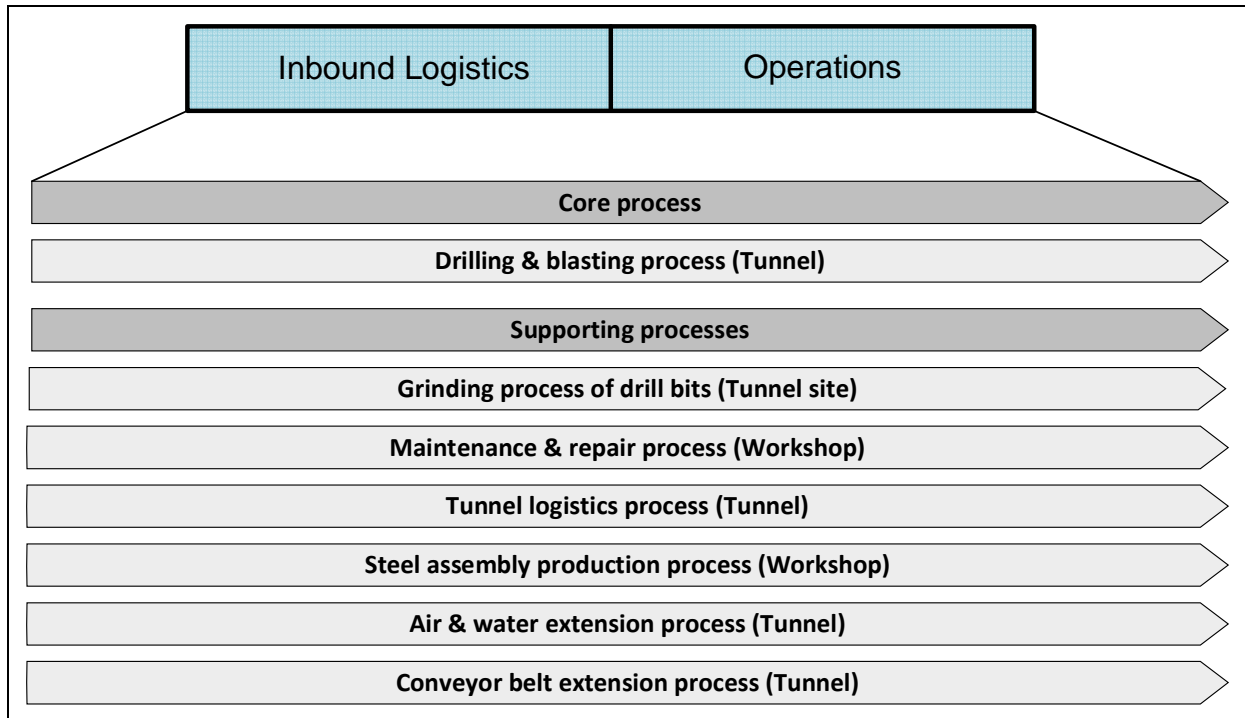 Inbound Logistics
Operations
Core process
Drilling & blasting process (Tunnel)
Supporting processes
Grinding process of drill bits (Tunnel site)
Maintenance & repair process (Workshop)
Tunnel logistics process (Tunnel)
Steel assembly production process (Workshop)
Air & water extension process (Tunnel)
Conveyor belt extension process (Tunnel)